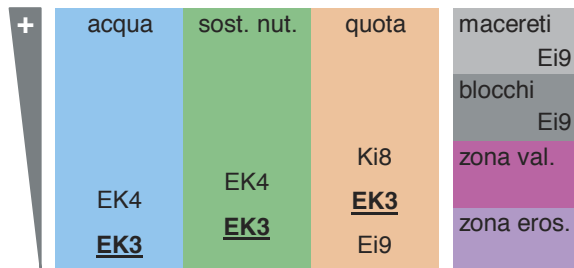 +
acqua
EK4
EK3
sost. nut.
EK4
EK3
quota
Ki8
EK3
Ei9
macereti
Ei9
blocchi
Ei9
zona val.
zona eros.